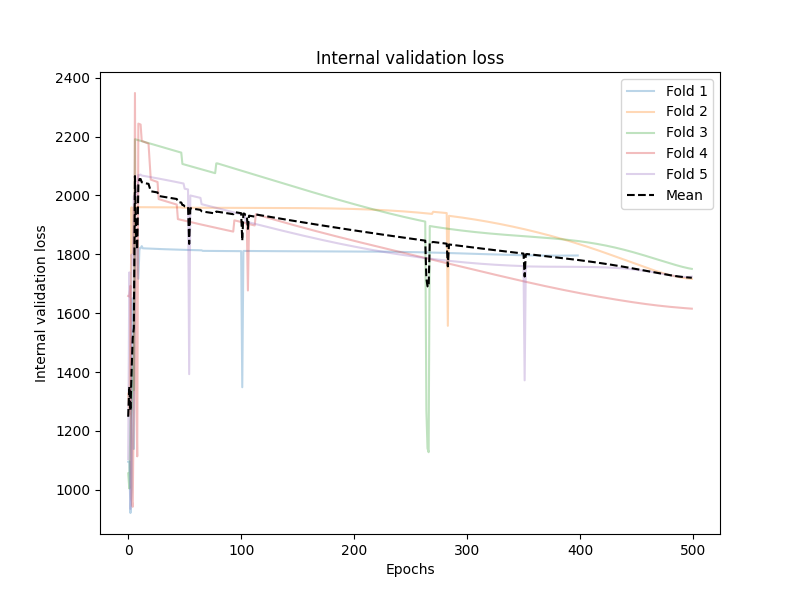 Internal validation loss
Internal validation loss
2400
2200
2000
1800
1600
1400
1200
1000
0
100
200
300
400
500
Epochs
Fold 1
Fold 2
Fold 3
Fold 4
Fold 5
Mean